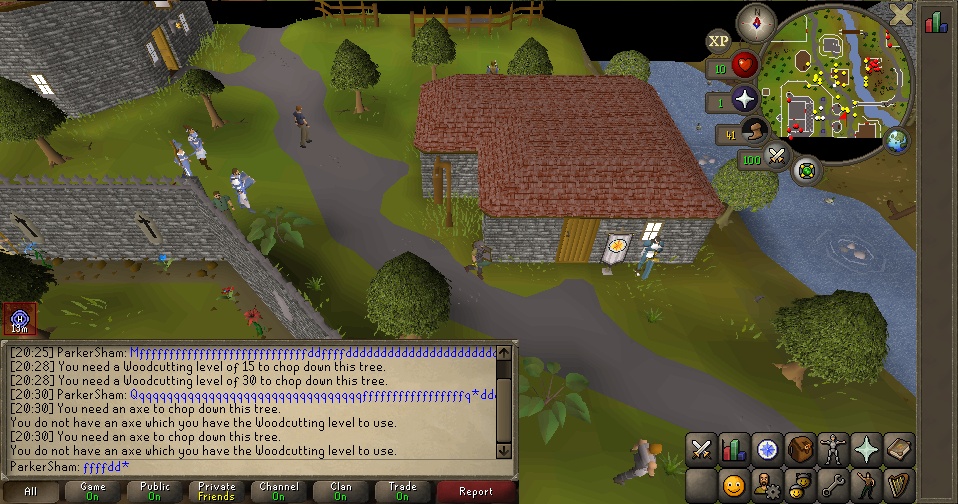 N
XP
10
1
41
100
13m
[20:25] ParkerSham: Mfffffffffffffffffffffffffffffddffffddddddddddddddddddddddddd
[20:28] You need a Woodcutting level of 15 to chop down this tree.
[20:28] You need a Woodcutting level of 30 to chop down this tree.
[20:30] ParkerSham: Qqqqqqqqqqqqqqqqqqqqqqqqqqqqqqqqqffffffffffffffffffq*ddd
[20:30] You need an axe to chop down this tree.
You do not have an axe which you have the Woodcutting level to use.
[20:30] You need an axe to chop down this tree.
You do not have an axe which you have the Woodcutting level to use.
ParkerSham: ffffdd*
All
Game
On
Public
On
Private
Friends
Channel
On
Clan
On
Trade
On
Report